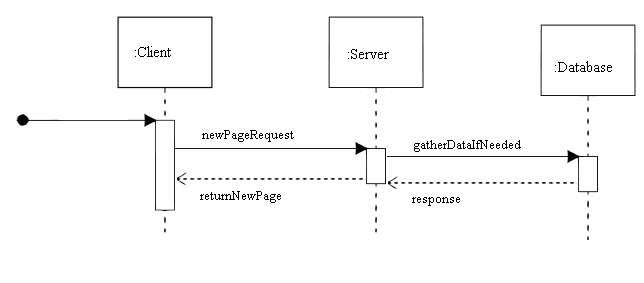 :Client
:Server
:Database
newPageRequest
gatherDataIfNeeded
returnNewPage
response